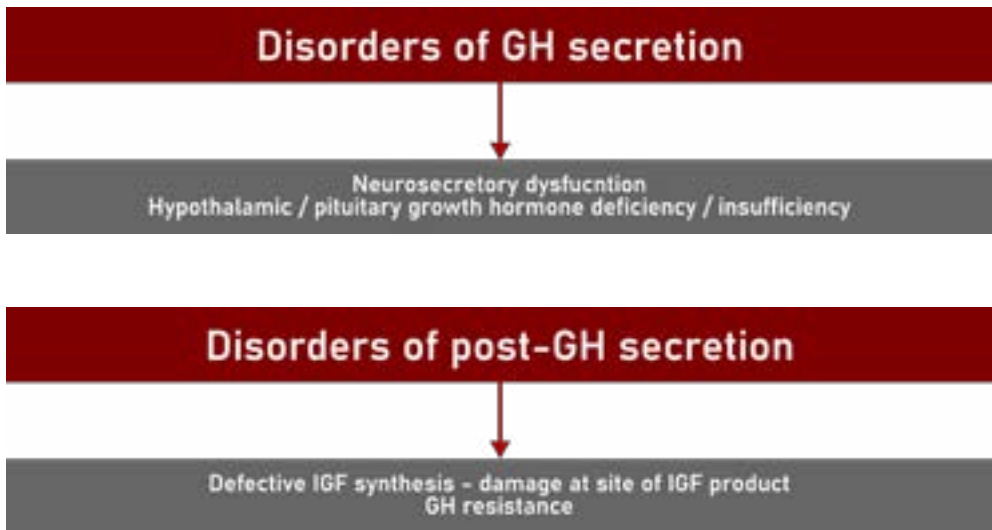 Disorders of GH secretion
Neurosecretory dysfucntion
Hypothalamic / pituitary growth hormone deficiency / insufficiency
Disorders of post-GH secretion
Defective IGF synthesis - damage at site of IGF product
GH resistance